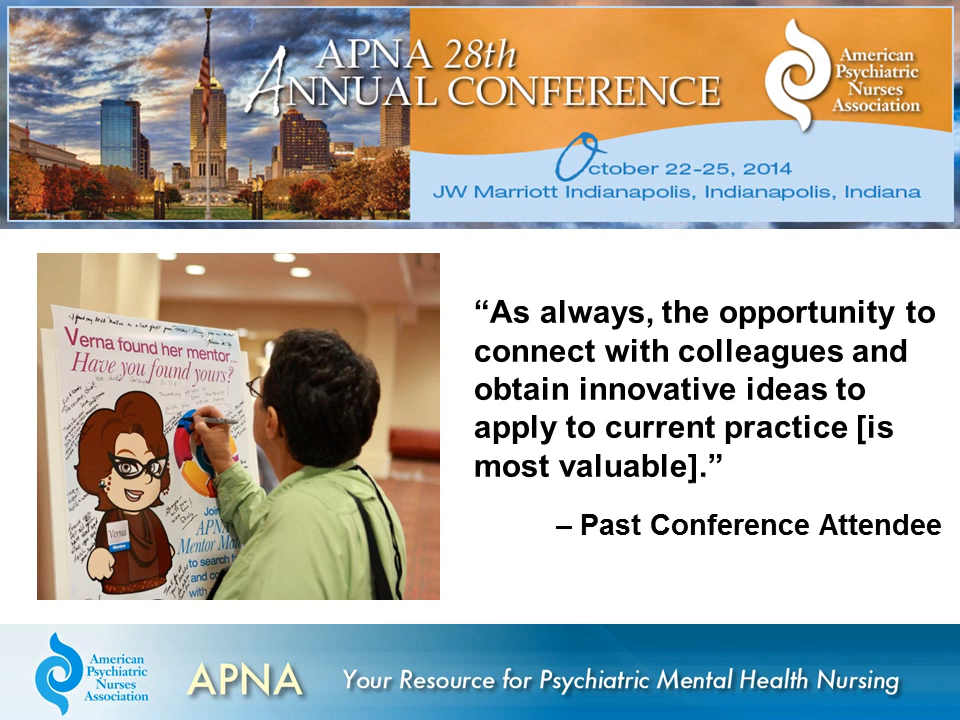 APNA 28th
ANNUAL CONFERENCE
American
Psychiatric
Nurses
Association
October 22-25, 2014
JW Marriott Indianapolis, Indianapolis, Indiana
Verna found her mentor...
Have you found yours?
Verna
Join
APNA
Mentor Ma
to search f
and co
with
“As always, the opportunity to
connect with colleagues and
obtain innovative ideas to
apply to current practice [is
most valuable].”
– Past Conference Attendee
American
Psychiatric
Nurses
Association
APNA
Your Resource for Psychiatric Mental Health Nursing